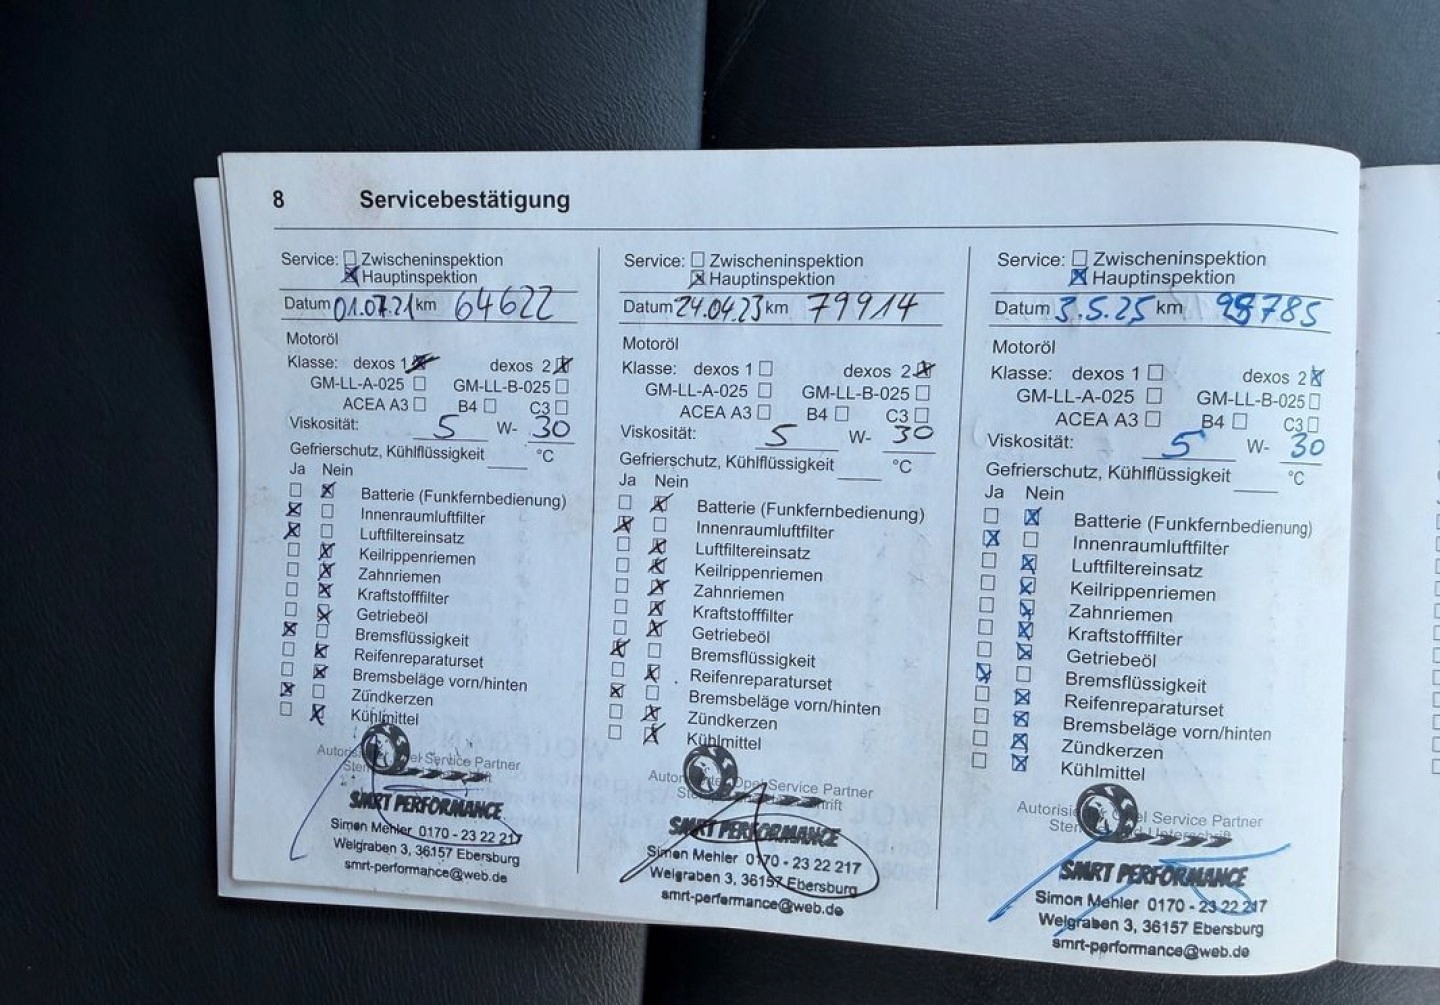 8 Servicebestätigung
Service: Zwischeninspektion
Hauptinspektion
Datum 01.07.21 km 64622
Motoröl
Klasse: dexos 1 dexos 2
GM-LL-A-025 GM-LL-B-025
ACEA A3 B4 C3
Viskosität: 5 W- 30
Gefrierschutz, Kühlflüssigkeit °C
Ja Nein
Batterie (Funkfernbedienung)
Innenraumluftfilter
Luftfiltereinsatz
Keilrippenriemen
Zahnriemen
Kraftstofffilter
Getriebeöl
Bremsflüssigkeit
Reifenreparaturset
Bremsbeläge vorn/hinten
Zündkerzen
Kühlmittel
Service Partner
SMRT PERFORMANCE
Simon Mehler 0170 - 23 22 217
Welgraben 3, 36157 Ebersburg
smrt-performance@web.de
Service: Zwischeninspektion
Hauptinspektion
Datum 24.04.23 km 79914
Motoröl
Klasse: dexos 1 dexos 2
GM-LL-A-025 GM-LL-B-025
ACEA A3 B4 C3
Viskosität: 5 W- 30
Gefrierschutz, Kühlflüssigkeit °C
Ja Nein
Batterie (Funkfernbedienung)
Innenraumluftfilter
Luftfiltereinsatz
Keilrippenriemen
Zahnriemen
Kraftstofffilter
Getriebeöl
Bremsflüssigkeit
Reifenreparaturset
Bremsbeläge vorn/hinten
Zündkerzen
Kühlmittel
Opel Service Partner
SMRT PERFORMANCE
Simon Mehler 0170 - 23 22 217
Welgraben 3, 36157 Ebersburg
smrt-performance@web.de
Service: Zwischeninspektion
Hauptinspektion
Datum 3.5.25 km 98785
Motoröl
Klasse: dexos 1 dexos 2
GM-LL-A-025 GM-LL-B-025
ACEA A3 B4 C3
Viskosität: 5 W- 30
Gefrierschutz, Kühlflüssigkeit °C
Ja Nein
Batterie (Funkfernbedienung)
Innenraumluftfilter
Luftfiltereinsatz
Keilrippenriemen
Zahnriemen
Kraftstofffilter
Getriebeöl
Bremsflüssigkeit
Reifenreparaturset
Bremsbeläge vorn/hinten
Zündkerzen
Kühlmittel
Service Partner
Unterschrift
SMRT PERFORMANCE
Simon Mehler 0170 - 23 22 217
Welgraben 3, 36157 Ebersburg
smrt-performance@web.de